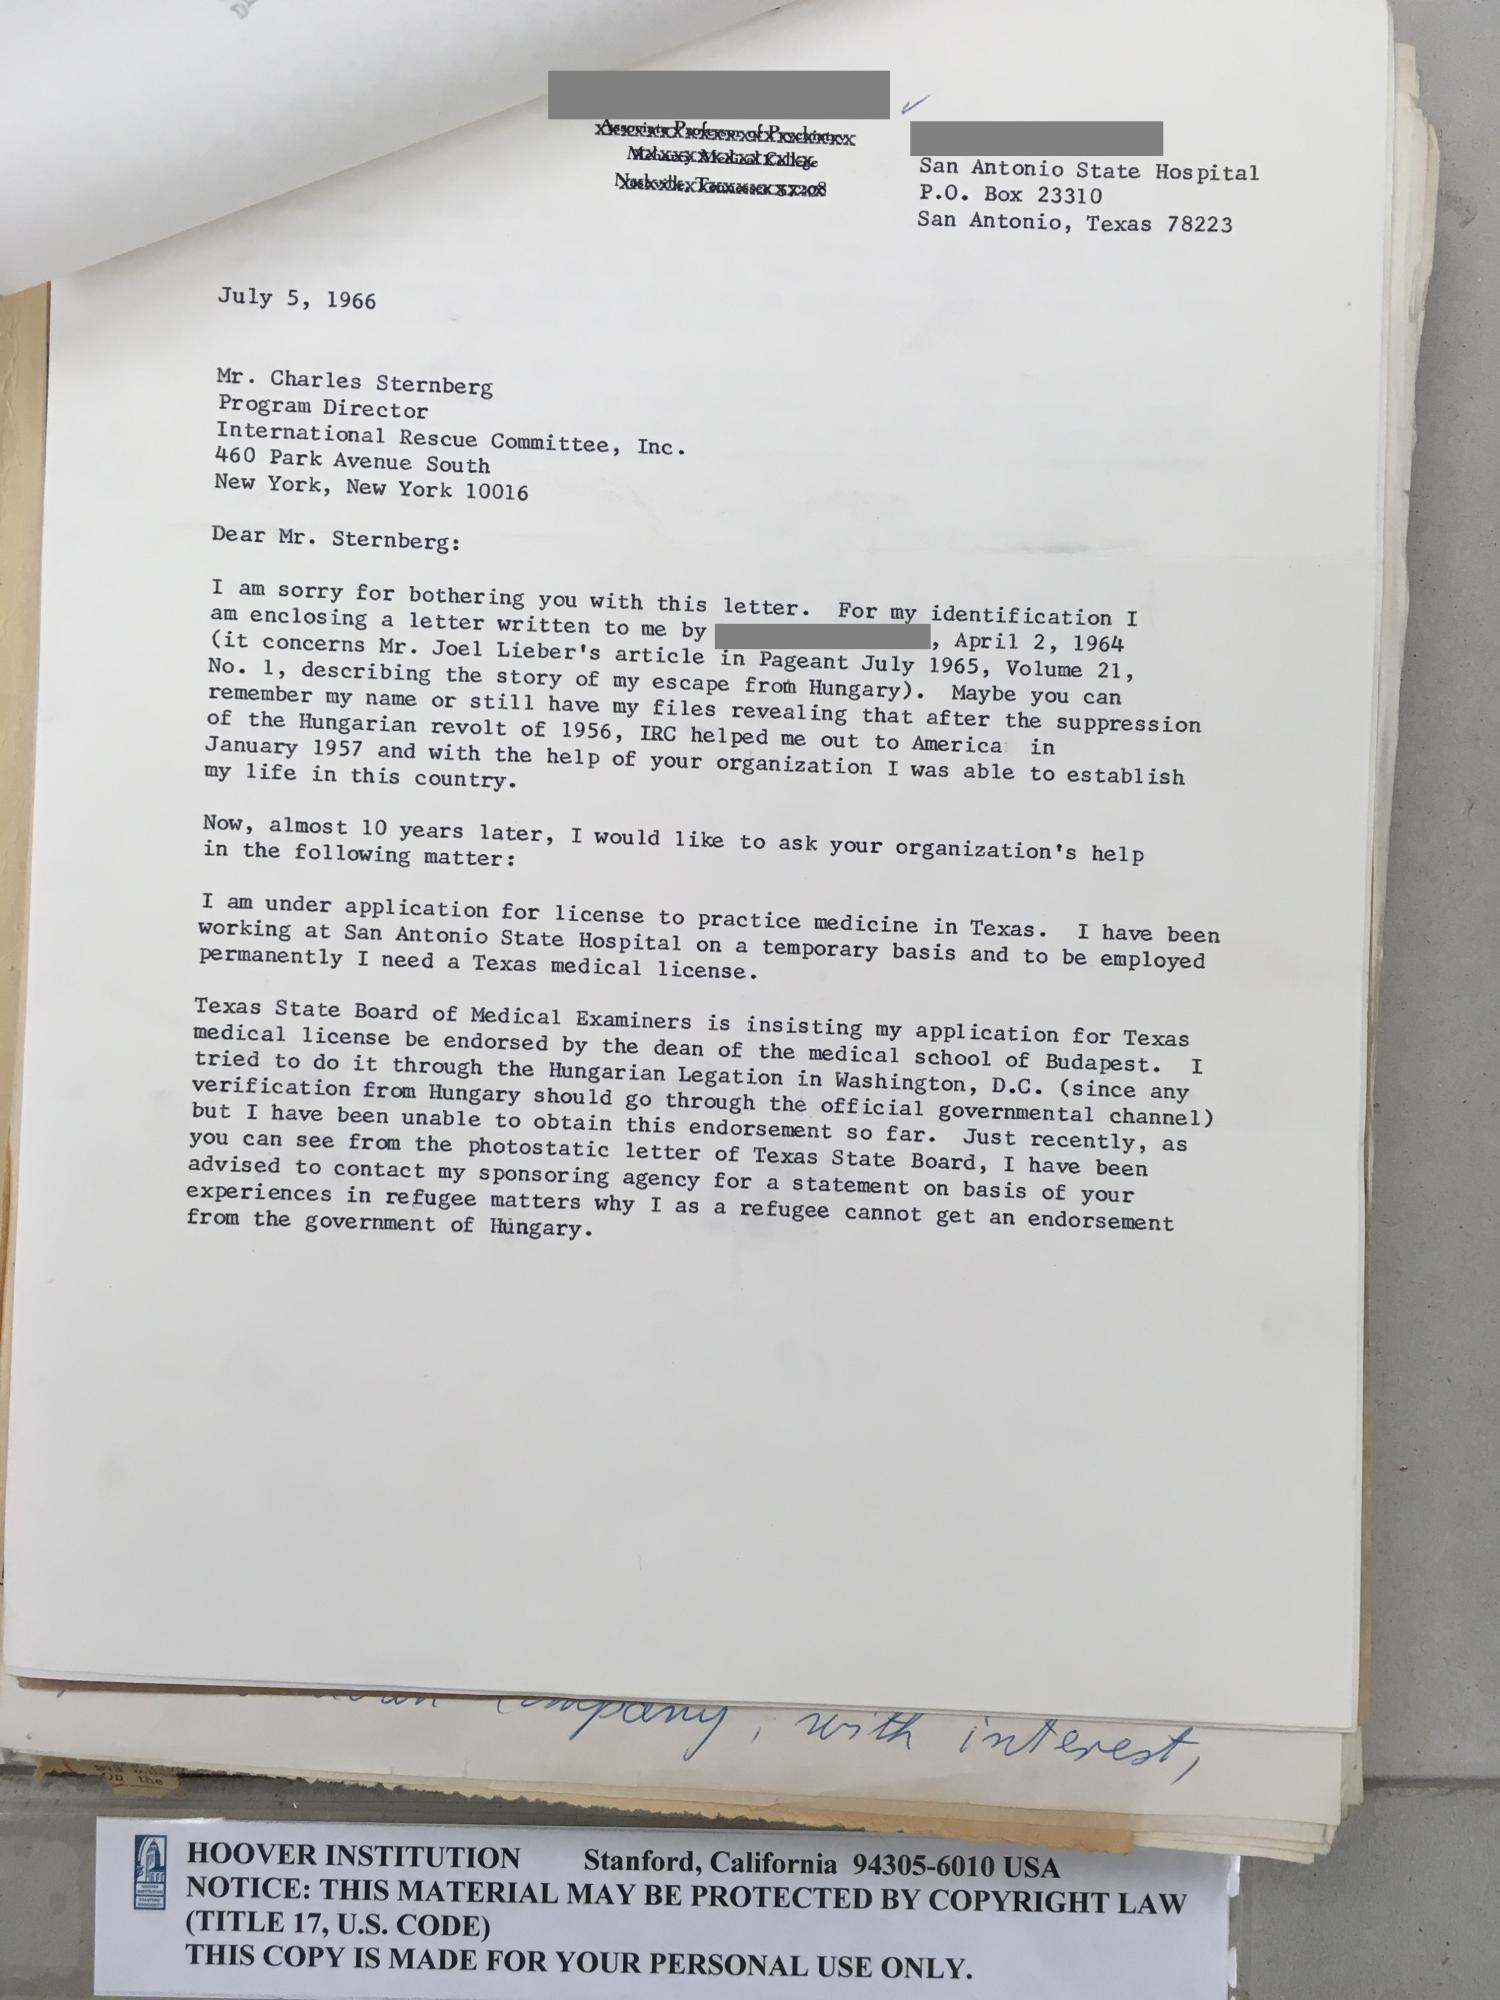 Associate Professor of Psychiatry
Meharry Medical College
Nashville, Tennessee 37208
San Antonio State Hospital
P.O. Box 23310
San Antonio, Texas 78223
July 5, 1966
Mr. Charles Sternberg
Program Director
International Rescue Committee, Inc.
460 Park Avenue South
New York, New York 10016
Dear Mr. Sternberg:
I am sorry for bothering you with this letter. For my identification I
am enclosing a letter written to me by , April 2, 1964
(it concerns Mr. Joel Lieber's article in Pageant July 1965, Volume 21,
No. 1, describing the story of my escape from Hungary). Maybe you can
remember my name or still have my files revealing that after the suppression
of the Hungarian revolt of 1956, IRC helped me out to America in
January 1957 and with the help of your organization I was able to establish
my life in this country.
Now, almost 10 years later, I would like to ask your organization's help
in the following matter:
I am under application for license to practice medicine in Texas. I have been
working at San Antonio State Hospital on a temporary basis and to be employed
permanently I need a Texas medical license.
Texas State Board of Medical Examiners is insisting my application for Texas
medical license be endorsed by the dean of the medical school of Budapest. I
tried to do it through the Hungarian Legation in Washington, D.C. (since any
verification from Hungary should go through the official governmental channel)
but I have been unable to obtain this endorsement so far. Just recently, as
you can see from the photostatic letter of Texas State Board, I have been
advised to contact my sponsoring agency for a statement on basis of your
experiences in refugee matters why I as a refugee cannot get an endorsement
from the government of Hungary.
Company, with interest,
On the
HOOVER INSTITUTION Stanford, California 94305-6010 USA
NOTICE: THIS MATERIAL MAY BE PROTECTED BY COPYRIGHT LAW
(TITLE 17, U.S. CODE)
THIS COPY IS MADE FOR YOUR PERSONAL USE ONLY.